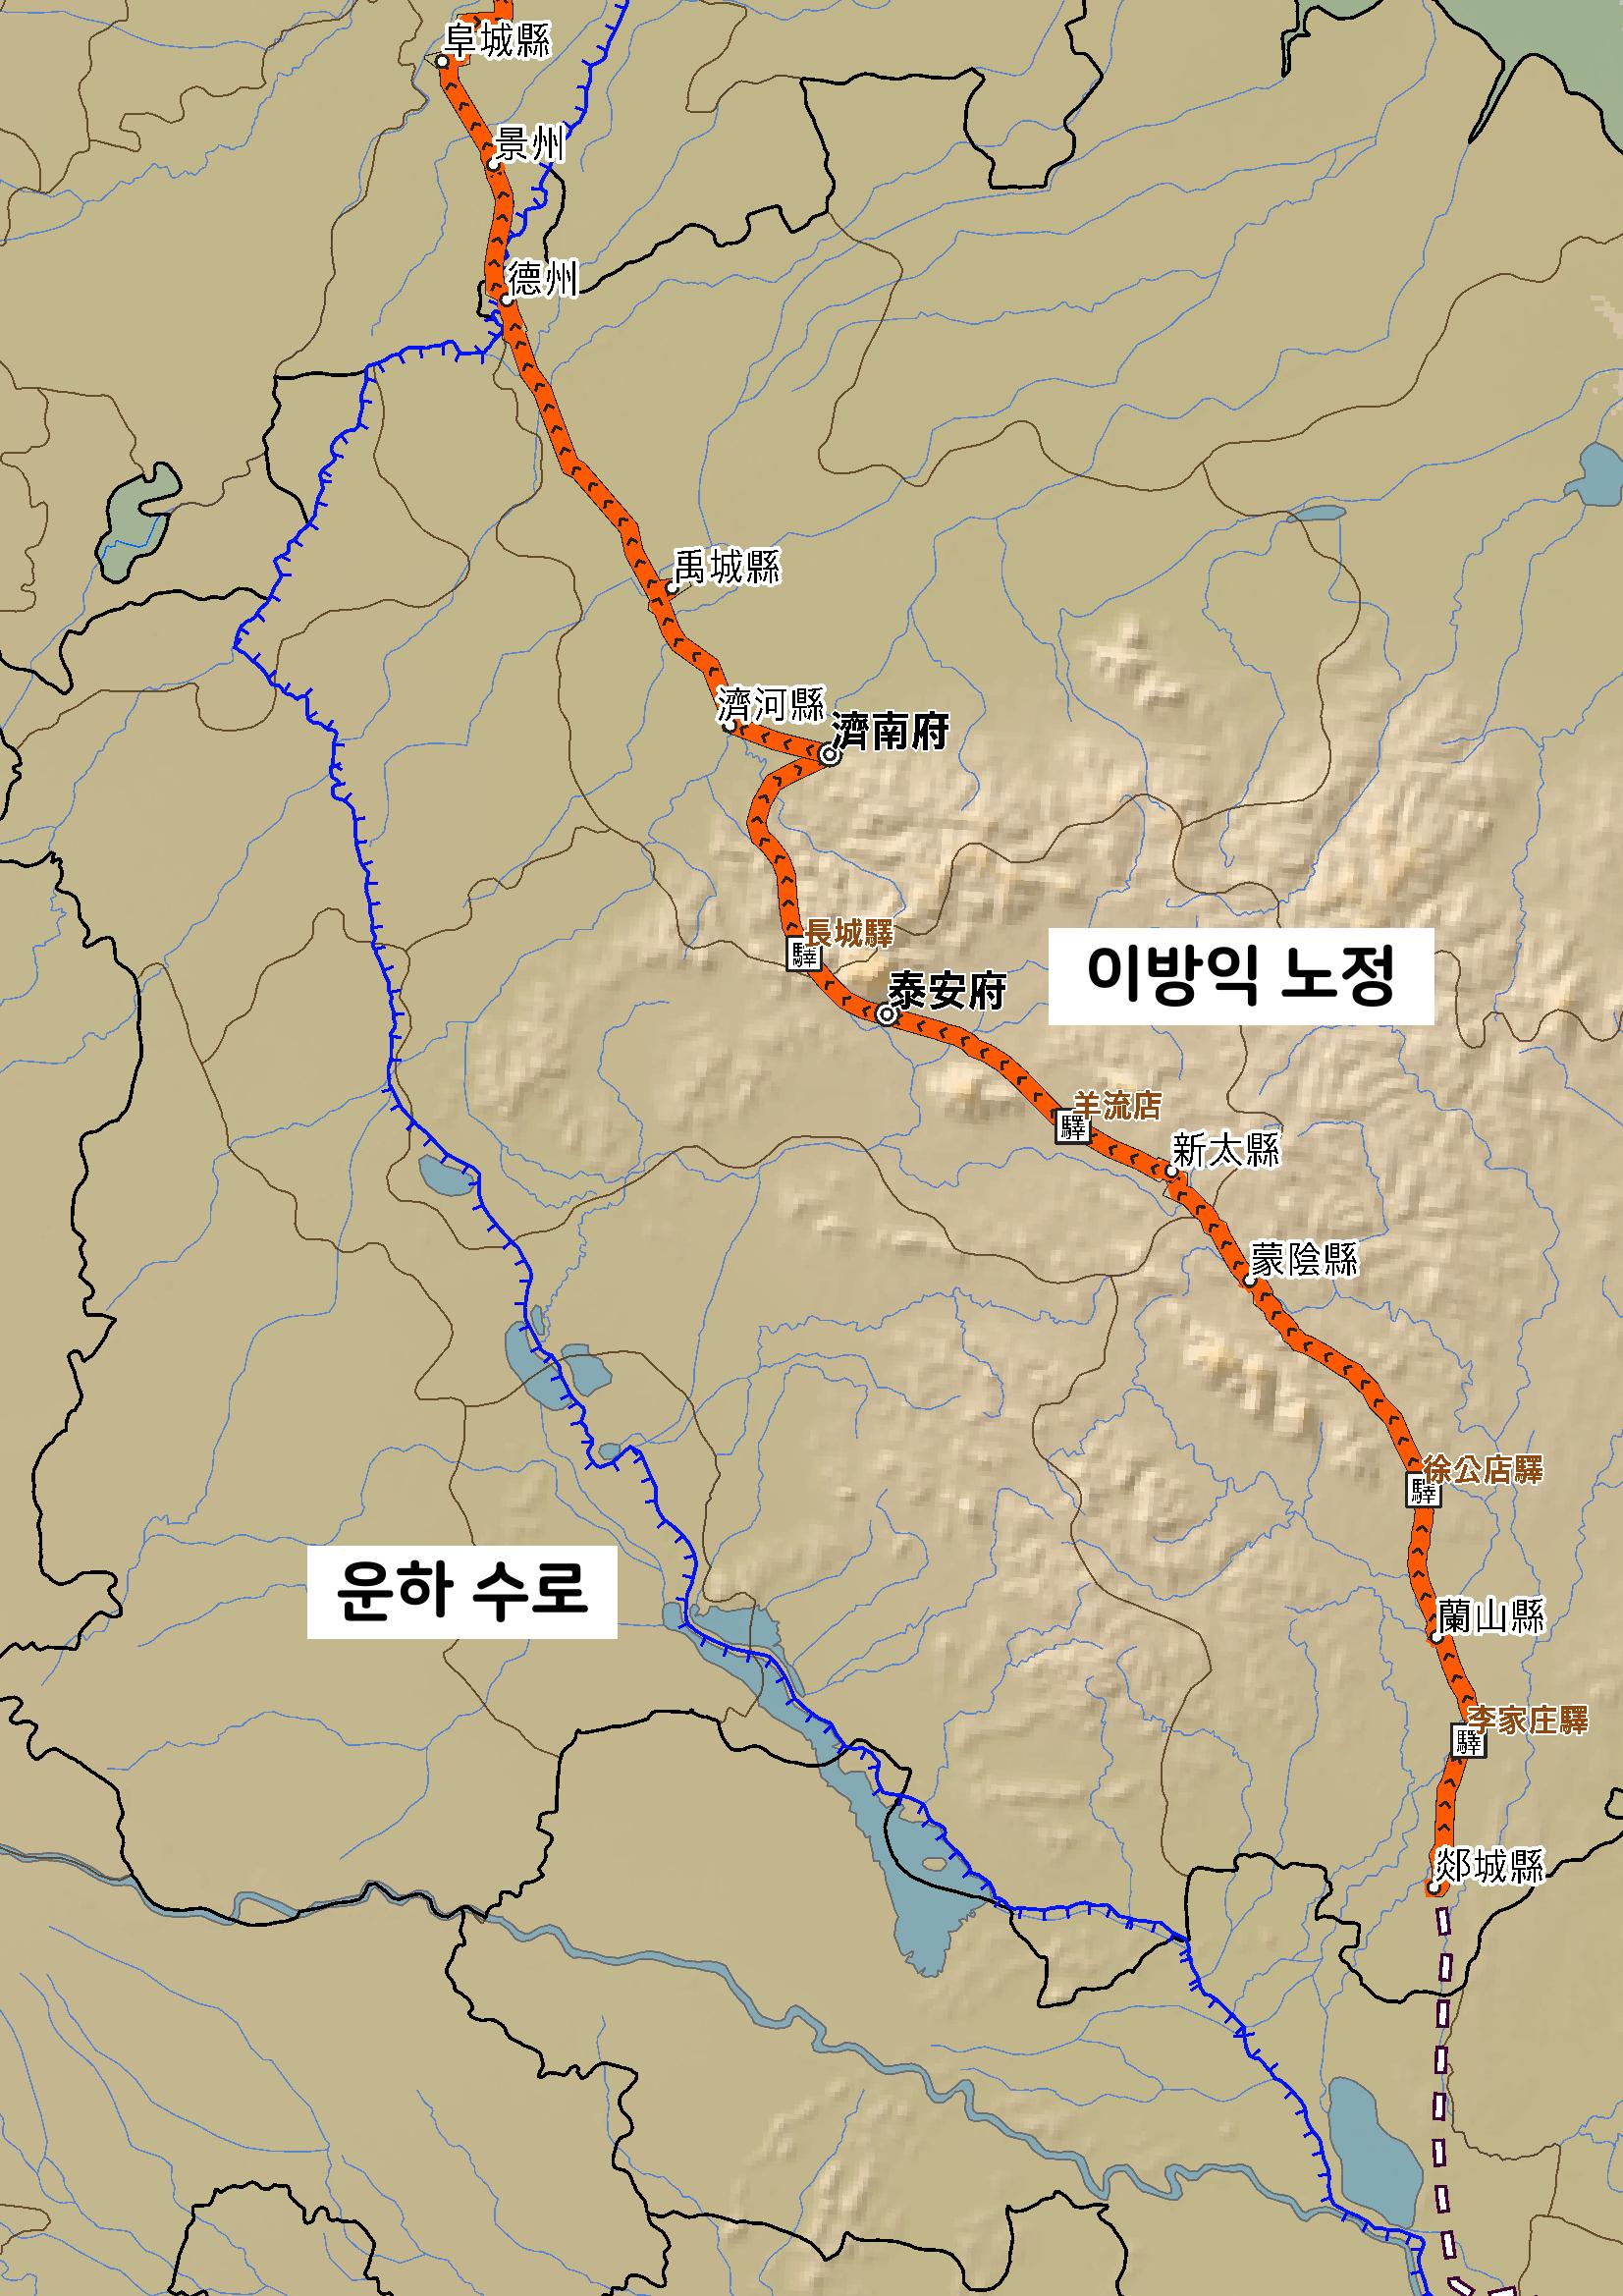 阜城縣
景州
德州
禹城縣
濟河縣
濟南府
長城驛
驛
泰安府
이방익 노정
羊流店
驛
新太縣
蒙陰縣
徐公店驛
驛
운하 수로
蘭山縣
李家庄驛
驛
郯城縣